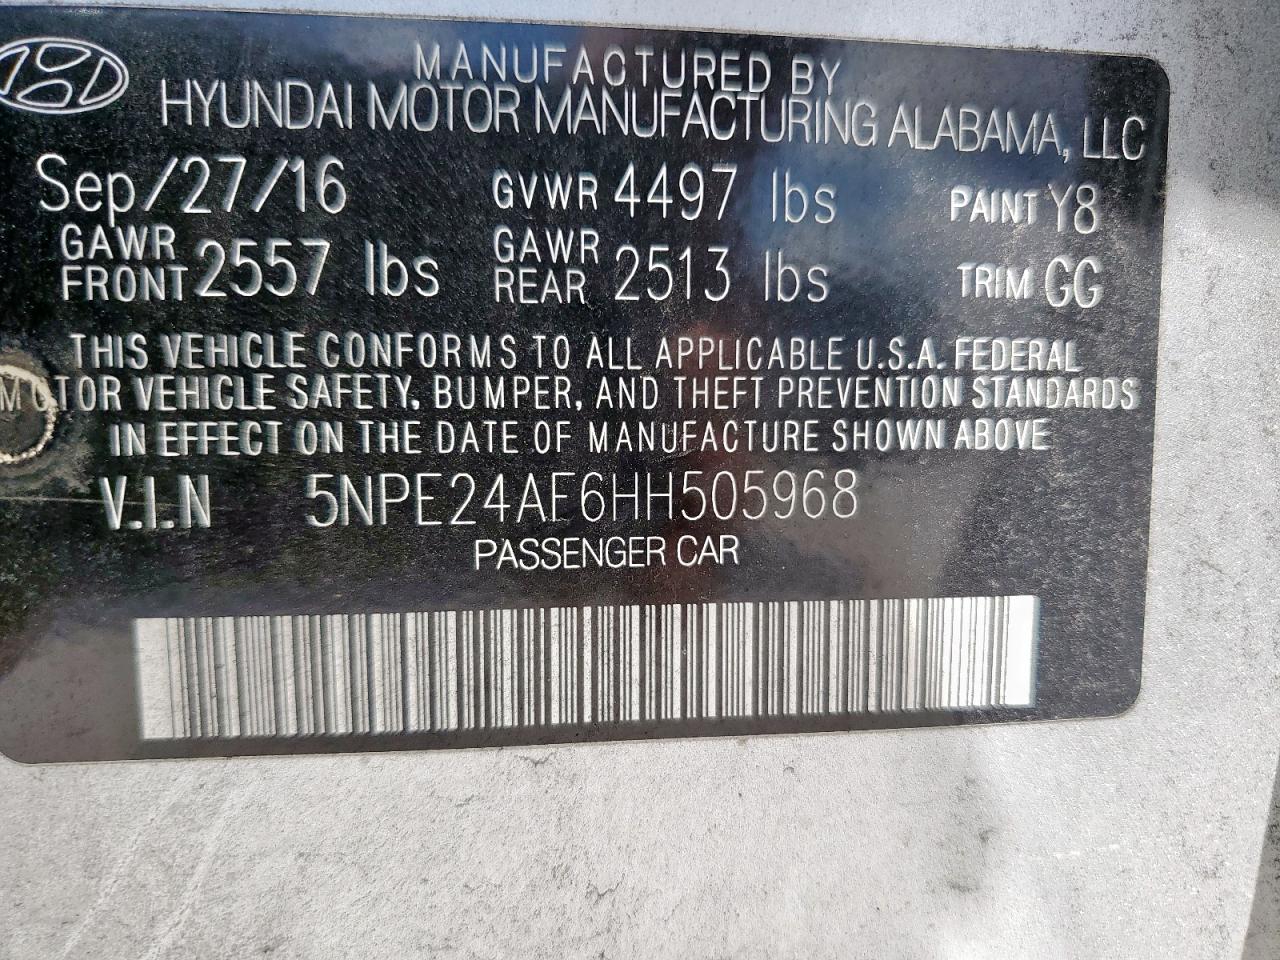 MANUFACTURED BY
HYUNDAI MOTOR MANUFACTURING ALABAMA, LLC
Sep/27/16 GVWR 4497 lbs PAINT Y8
GAWR FRONT 2557 lbs GAWR REAR 2513 lbs TRIM GG
THIS VEHICLE CONFORMS TO ALL APPLICABLE U.S.A. FEDERAL
MOTOR VEHICLE SAFETY, BUMPER, AND THEFT PREVENTION STANDARDS
IN EFFECT ON THE DATE OF MANUFACTURE SHOWN ABOVE
V.I.N 5NPE24AF6HH505968
PASSENGER CAR